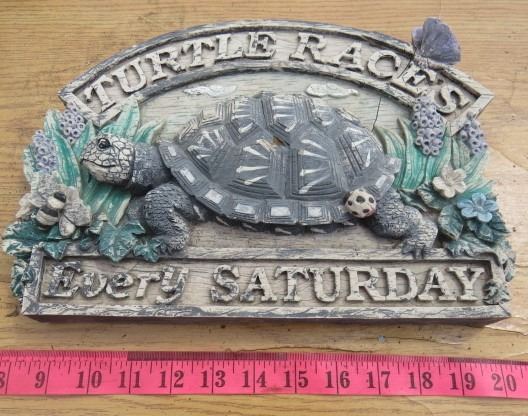 TURTLE RACES
Every SATURDAY
8 9 10 11 12 13 14 15 16 17 18 19 20